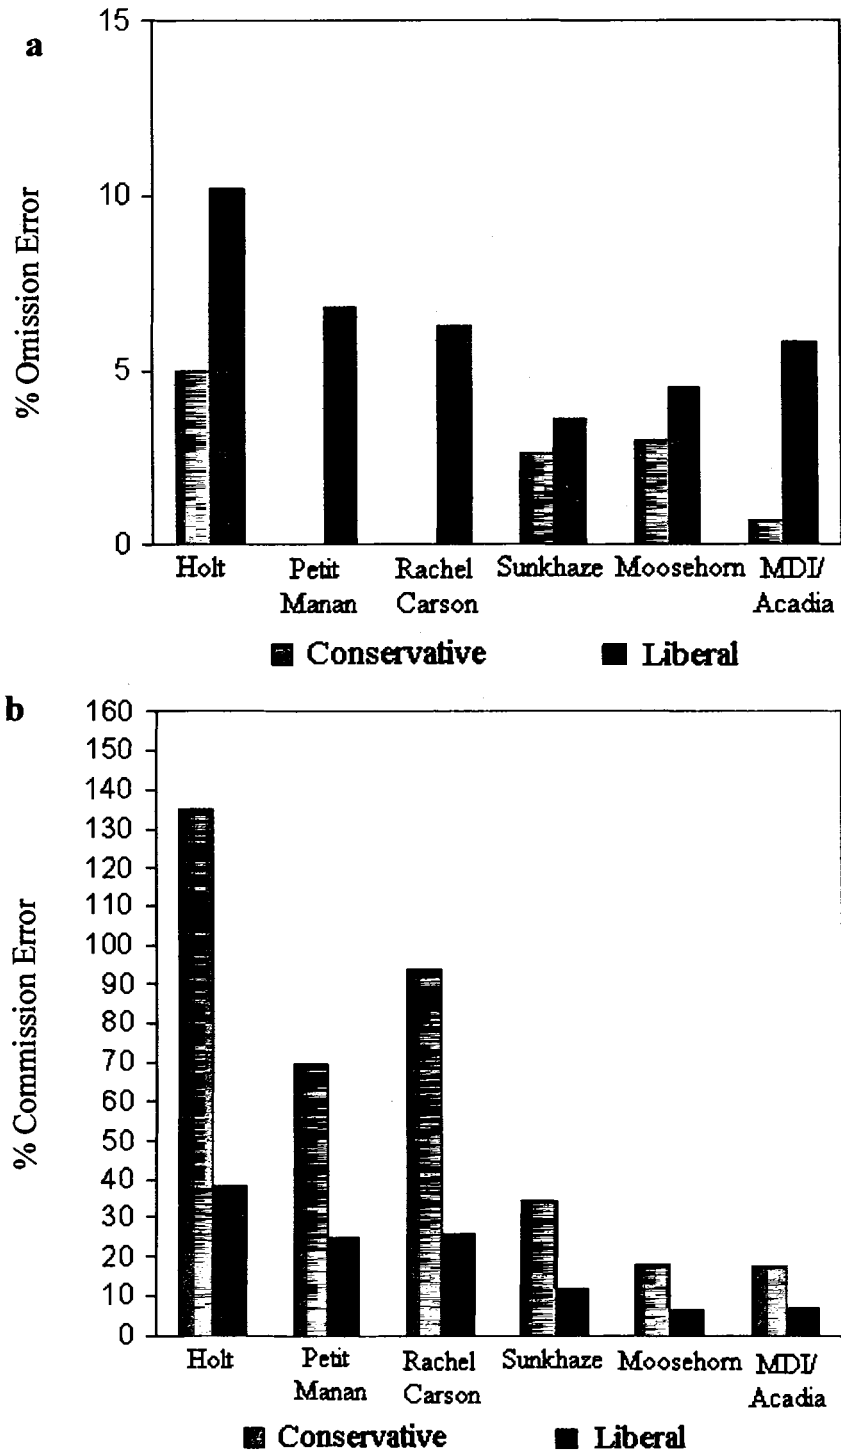 a
% Omission Error
15
10
5
0
Holt
Petit
Manan
Rachel
Carson
Sunkhaze
Moosehorn
MDI/
Acadia
Conservative
Liberal
b
% Commission Error
160
150
140
130
120
110
100
90
80
70
60
50
40
30
20
10
0
Holt
Petit
Manan
Rachel
Carson
Sunkhaze
Moosehorn
MDI/
Acadia
Conservative
Liberal